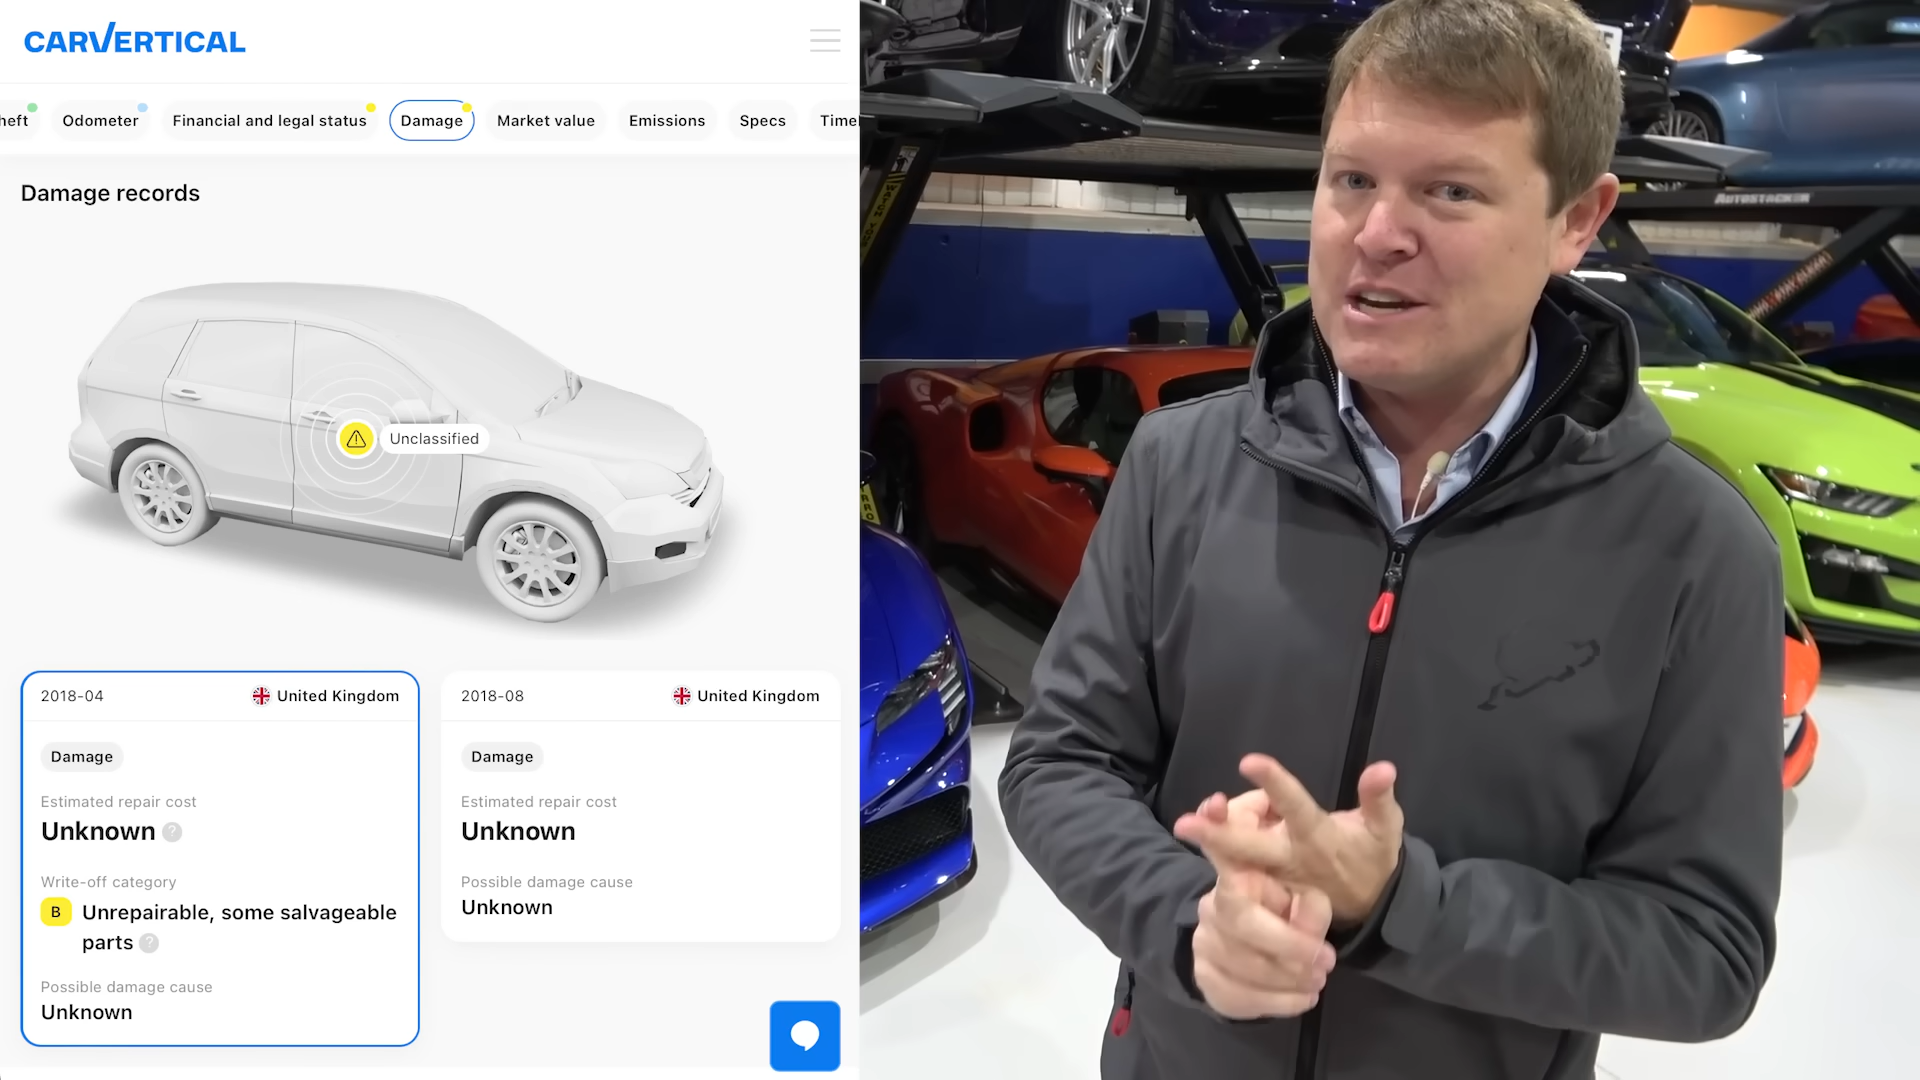 CARVERTICAL
heft
Odometer
Financial and legal status
Damage
Market value
Emissions
Specs
Damage records
Unclassified
2018-04
United Kingdom
Damage
Estimated repair cost
Unknown ?
Write-off category
B Unrepairable, some salvageable
parts ?
Possible damage cause
Unknown
2018-08
United Kingdom
Damage
Estimated repair cost
Unknown
Possible damage cause
Unknown
AUTOSTACKER